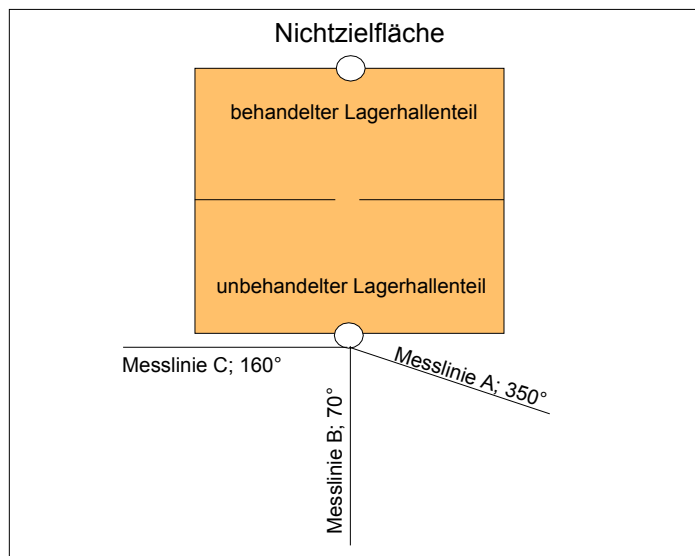 Nichtzielfläche
behandelter Lagerhallenteil
unbehandelter Lagerhallenteil
Messlinie C; 160°
Messlinie B; 70°
Messlinie A; 350°